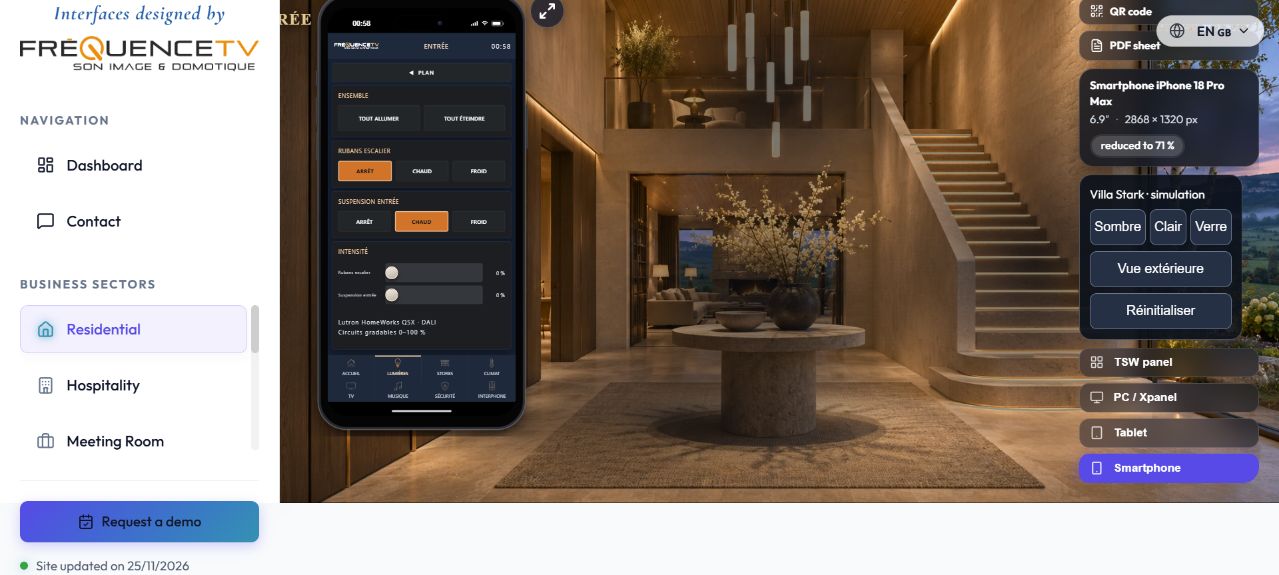 Interfaces designed by
FRÉQUENCETV
SON IMAGE & DOMOTIQUE
NAVIGATION
Dashboard
Contact
BUSINESS SECTORS
Residential
Hospitality
Meeting Room
Request a demo
Site updated on 25/11/2026
RÉE
00:58
FRÉQUENCETV
ENTRÉE
00:58
◄ PLAN
ENSEMBLE
TOUT ALLUMER
TOUT ÉTEINDRE
RUBANS ESCALIER
ARRÊT
CHAUD
FROID
SUSPENSION ENTRÉE
ARRÊT
CHAUD
FROID
INTENSITÉ
Rubans escalier
0 %
Suspension entrée
0 %
Lutron HomeWorks QSX · DALI
Circuits gradables 0–100 %
ACCUEIL
LUMIÈRES
STORES
CLIMAT
TV
MUSIQUE
SÉCURITÉ
INTERPHONE
QR code
EN GB
PDF sheet
Smartphone iPhone 18 Pro
Max
6.9" · 2868 × 1320 px
reduced to 71 %
Villa Stark · simulation
Sombre
Clair
Verre
Vue extérieure
Réinitialiser
TSW panel
PC / Xpanel
Tablet
Smartphone